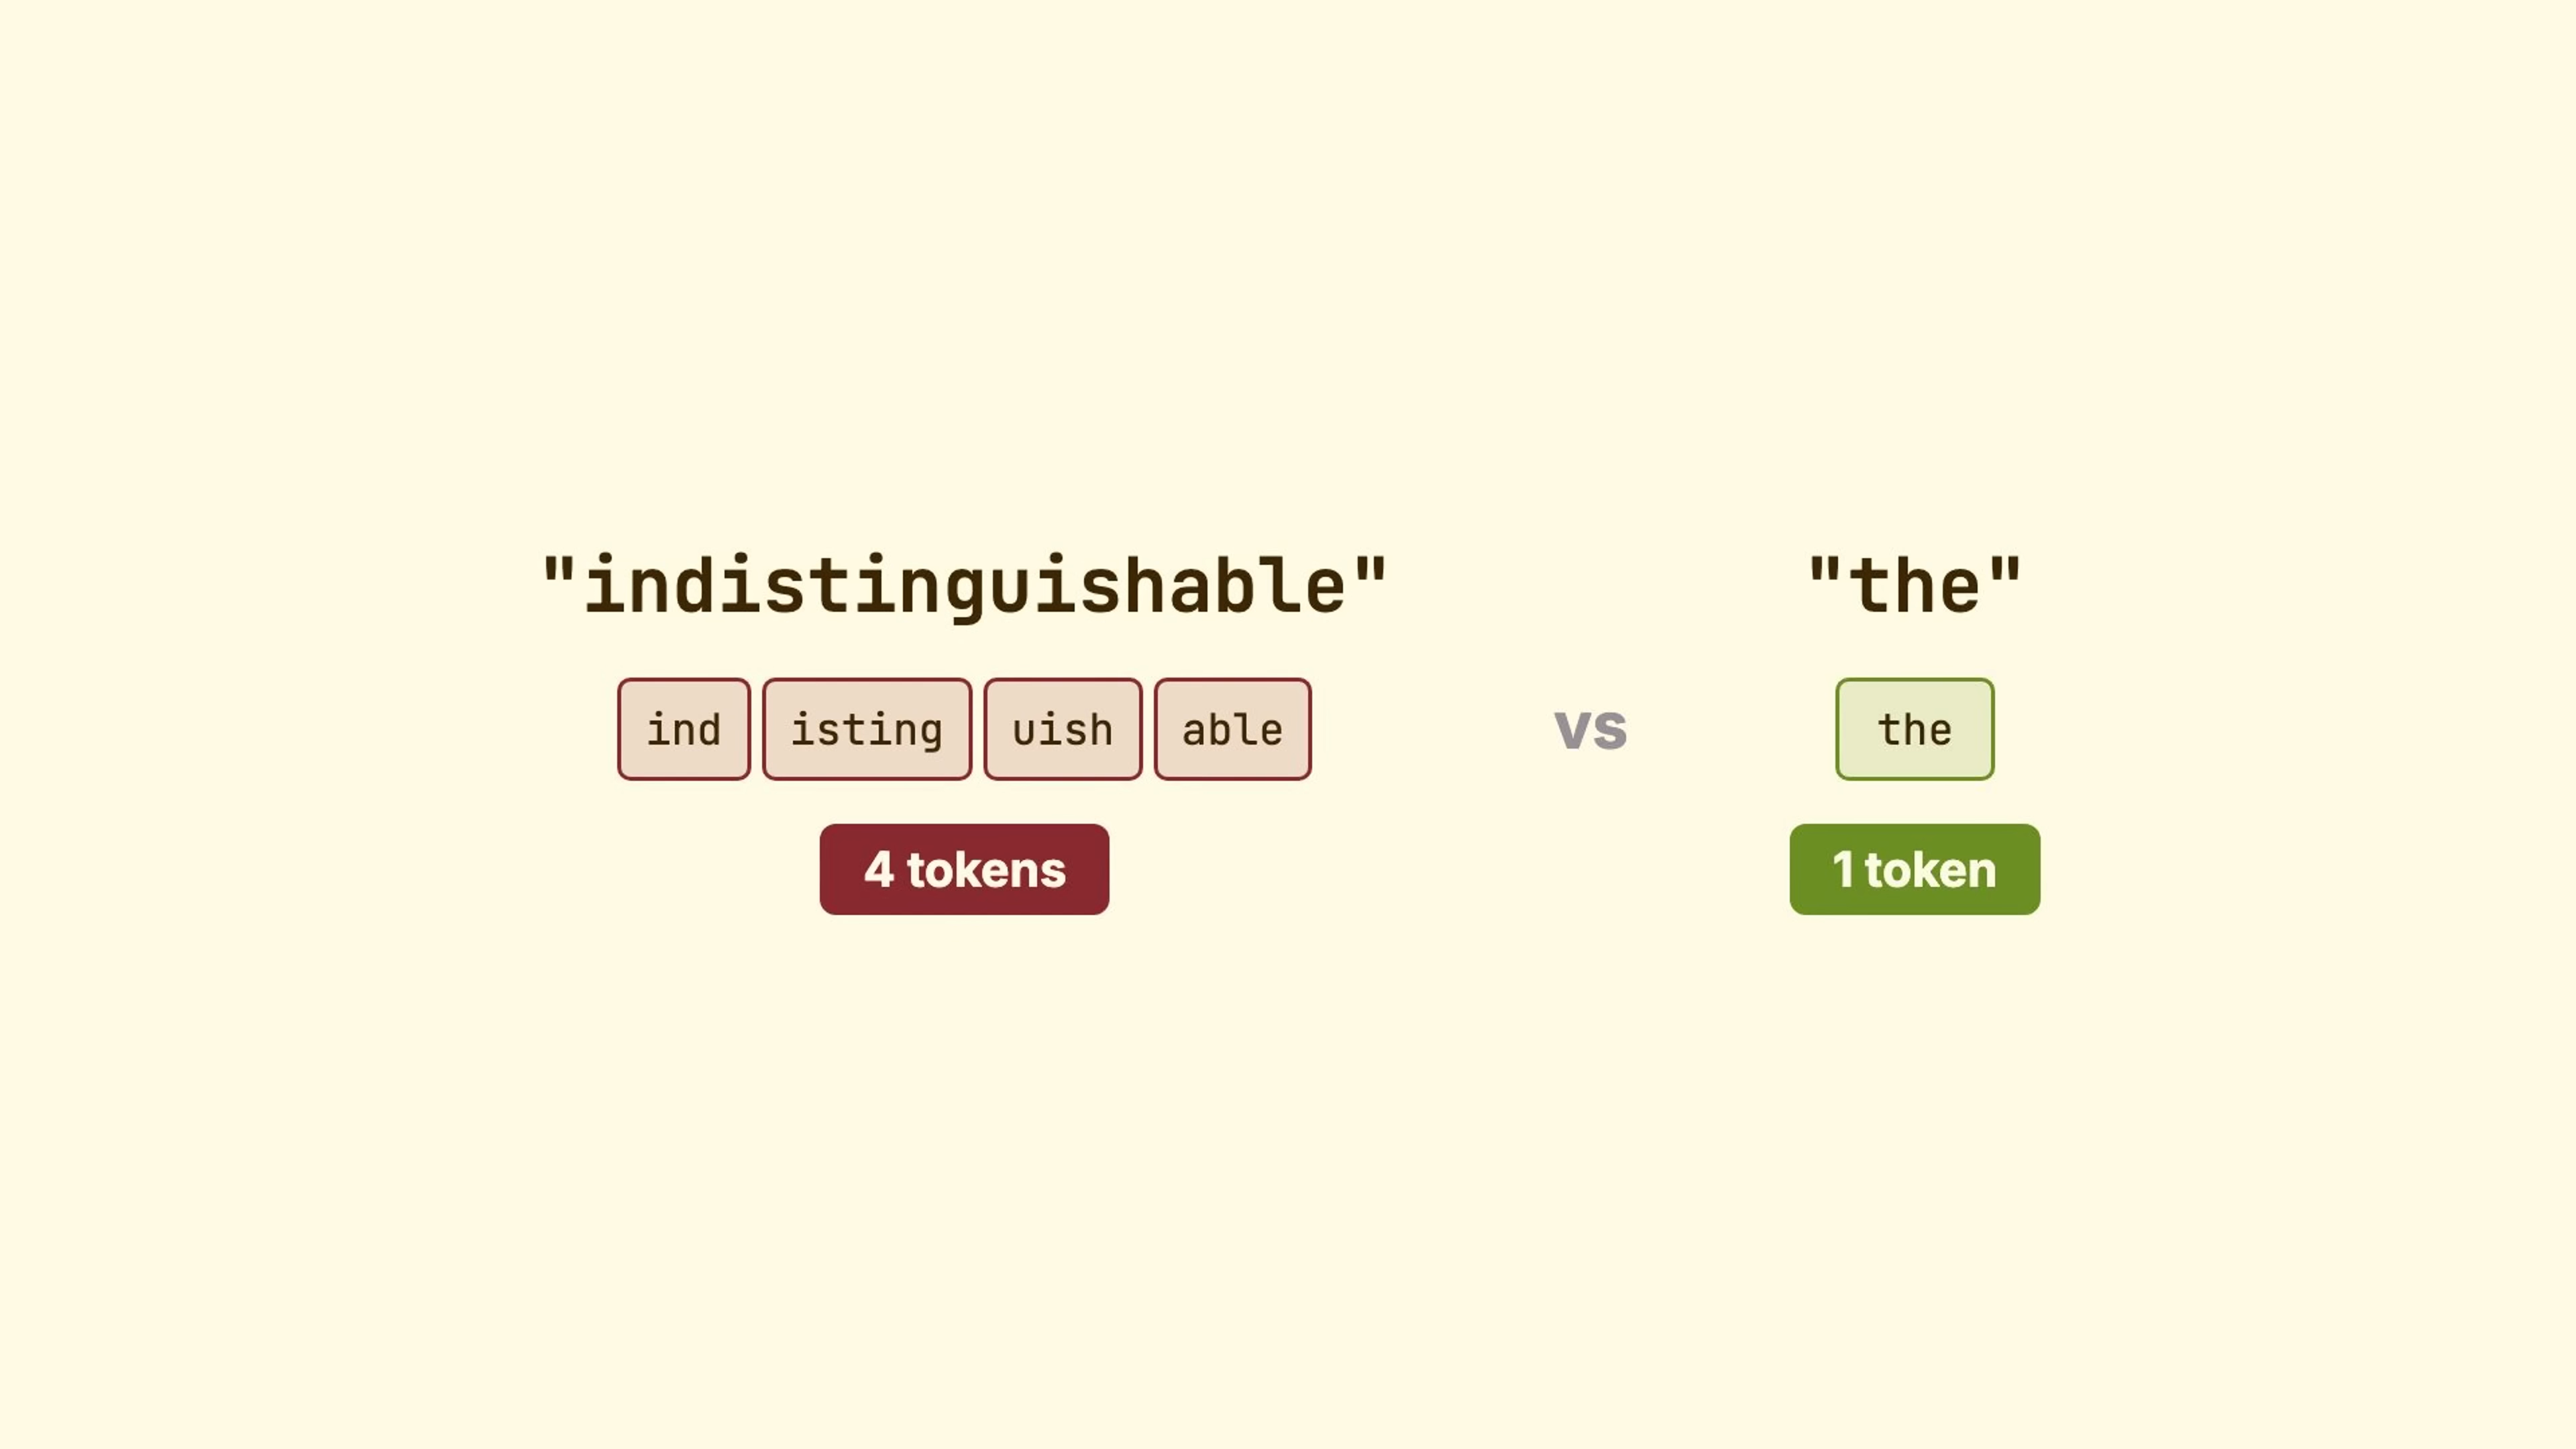 "indistinguishable"
ind isting uish able
4 tokens
vs
"the"
the
1 token